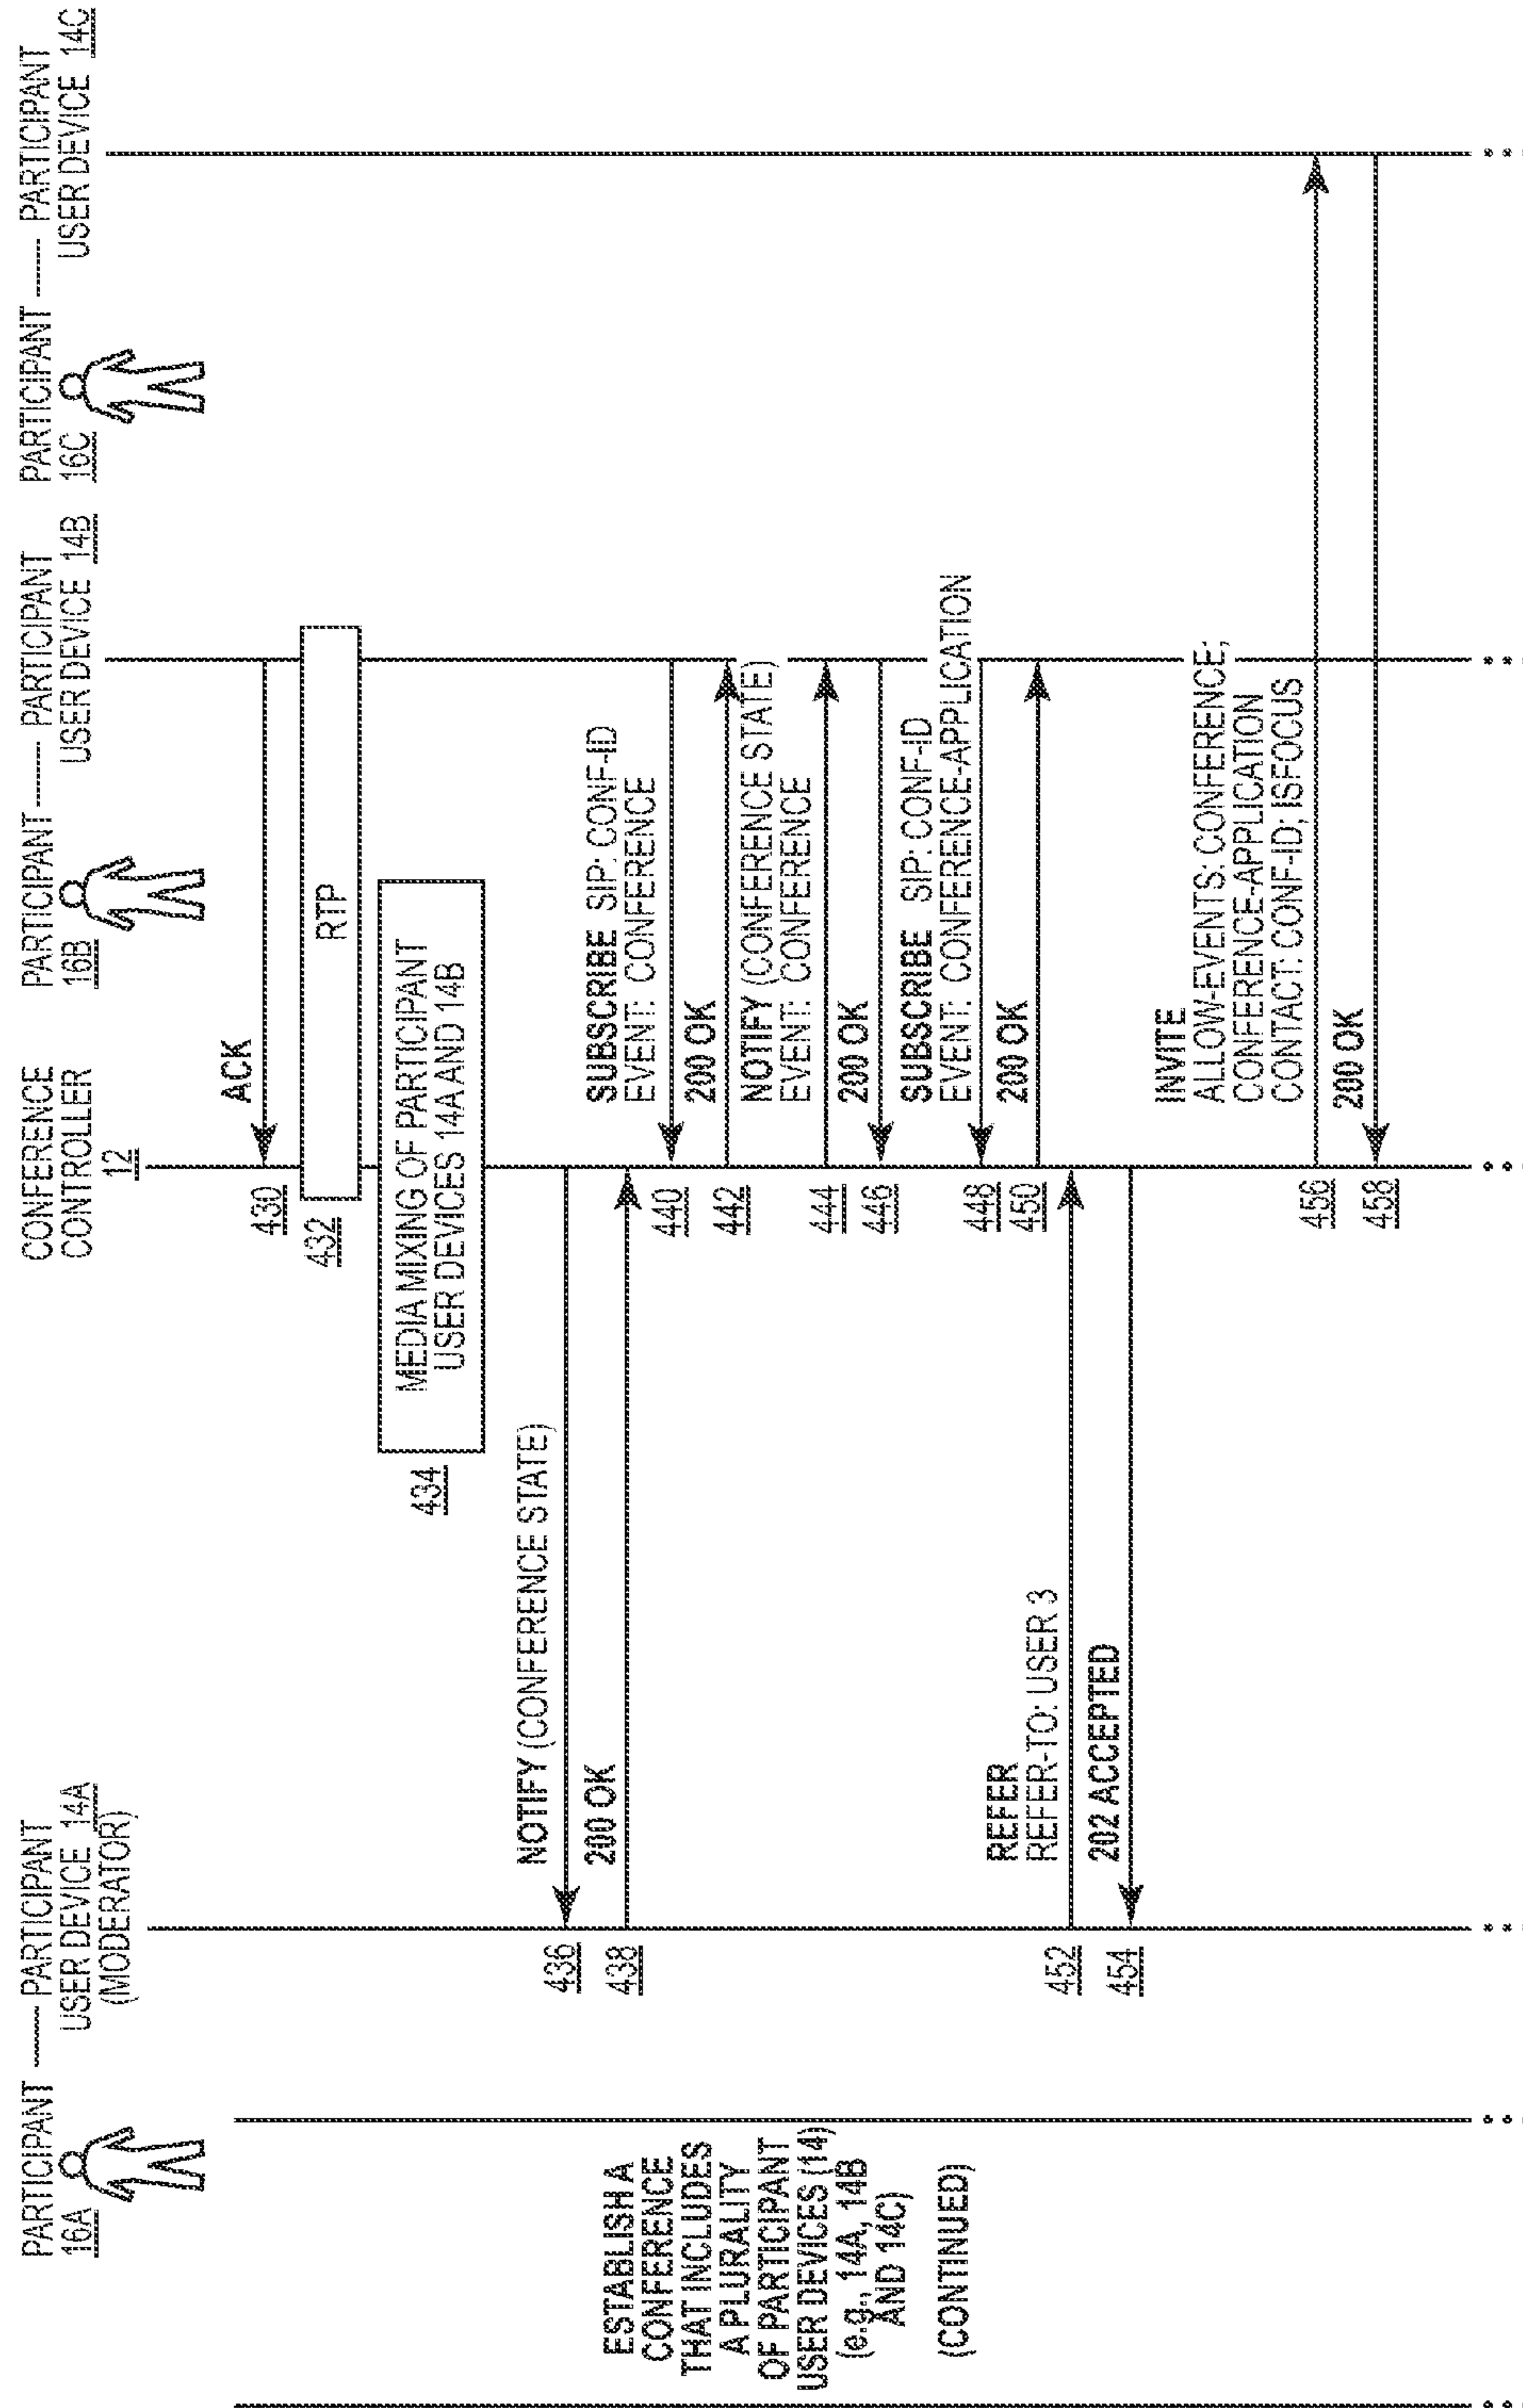 PARTICIPANT ------ PARTICIPANT
16A
USER DEVICE 14A
(MODERATOR)
CONFERENCE
CONTROLLER
12
PARTICIPANT ------ PARTICIPANT
16B
USER DEVICE 14B
PARTICIPANT ------ PARTICIPANT
16C
USER DEVICE 14C
ESTABLISH A
CONFERENCE
THAT INCLUDES
A PLURALITY
OF PARTICIPANT
USER DEVICES (14)
(e.g., 14A, 14B
AND 14C)
(CONTINUED)
ACK
430
RTP
432
MEDIA MIXING OF PARTICIPANT
USER DEVICES 14A AND 14B
434
NOTIFY (CONFERENCE STATE)
436
200 OK
438
SUBSCRIBE SIP: CONF-ID
EVENT: CONFERENCE
440
200 OK
442
NOTIFY (CONFERENCE STATE)
EVENT: CONFERENCE
444
200 OK
446
SUBSCRIBE SIP: CONF-ID
EVENT: CONFERENCE-APPLICATION
448
200 OK
450
REFER
REFER-TO: USER 3
452
202 ACCEPTED
454
INVITE
ALLOW-EVENTS: CONFERENCE;
CONFERENCE-APPLICATION
CONTACT: CONF-ID; ISFOCUS
456
200 OK
458